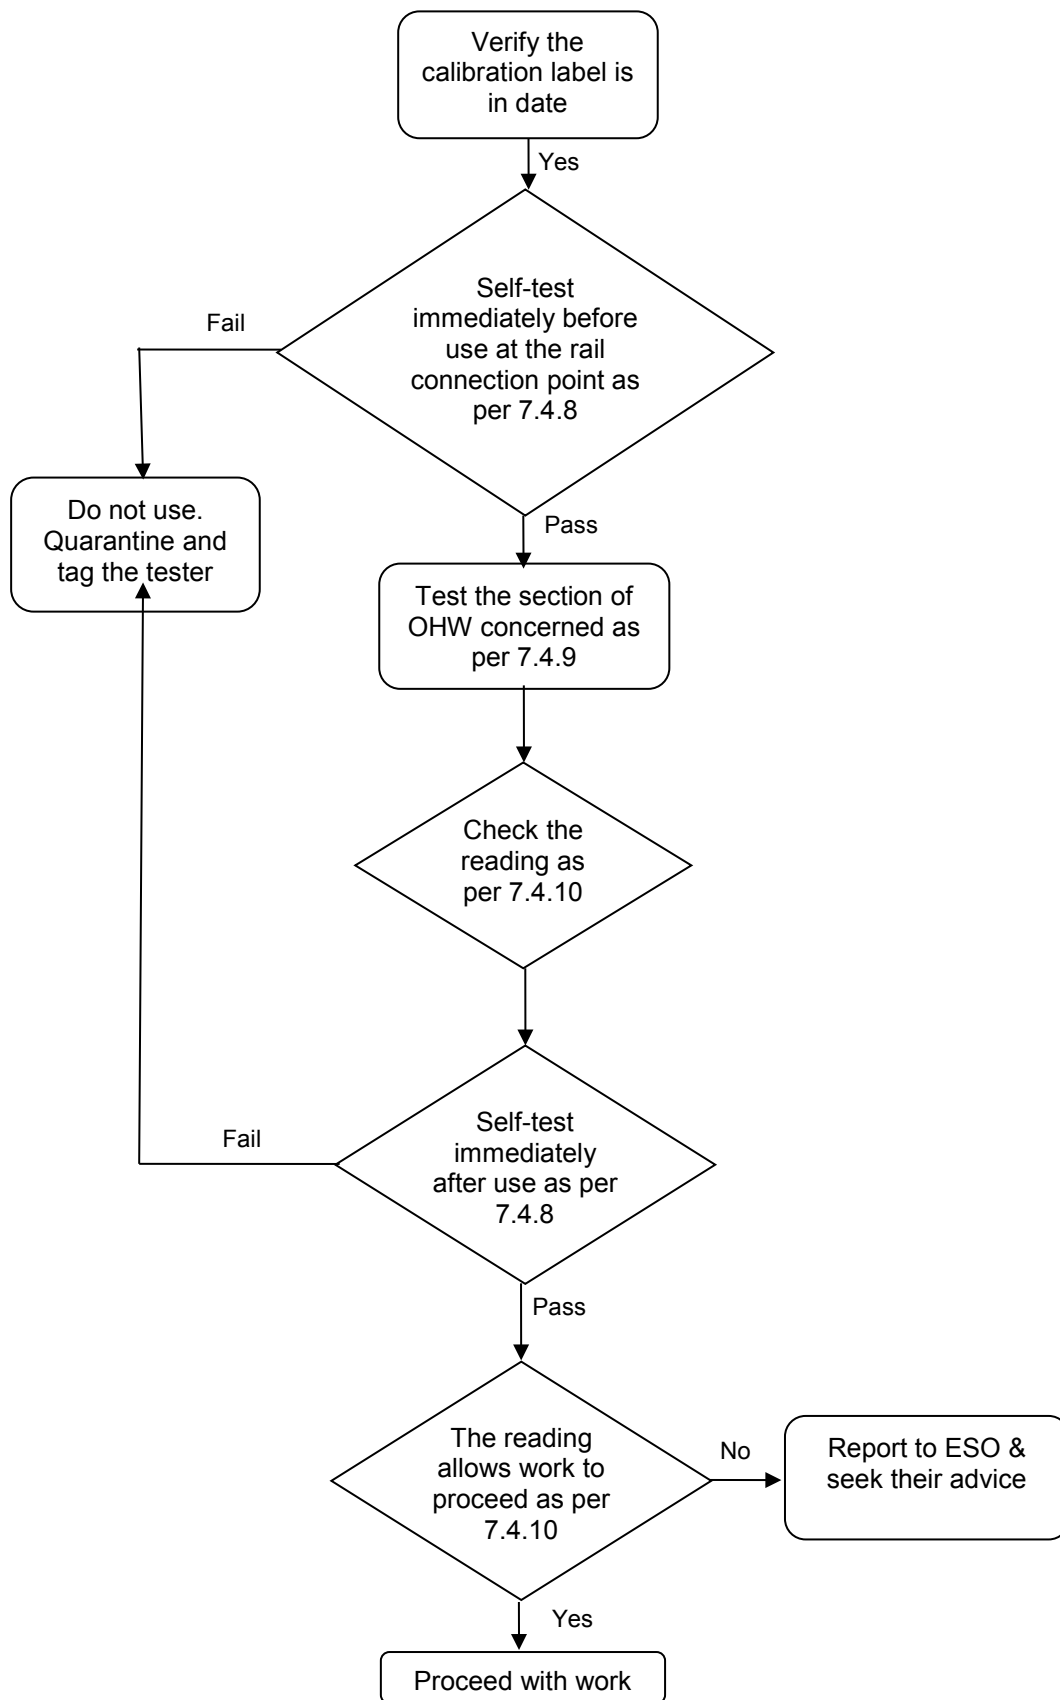 Verify the
calibration label is
in date
Yes
Self-test
immediately before
use at the rail
connection point as
per 7.4.8
Fail
Do not use.
Quarantine and
tag the tester
Pass
Test the section of
OHW concerned as
per 7.4.9
Check the
reading as
per 7.4.10
Self-test
immediately
after use as per
7.4.8
Fail
Pass
The reading
allows work to
proceed as per
7.4.10
No
Report to ESO &
seek their advice
Yes
Proceed with work